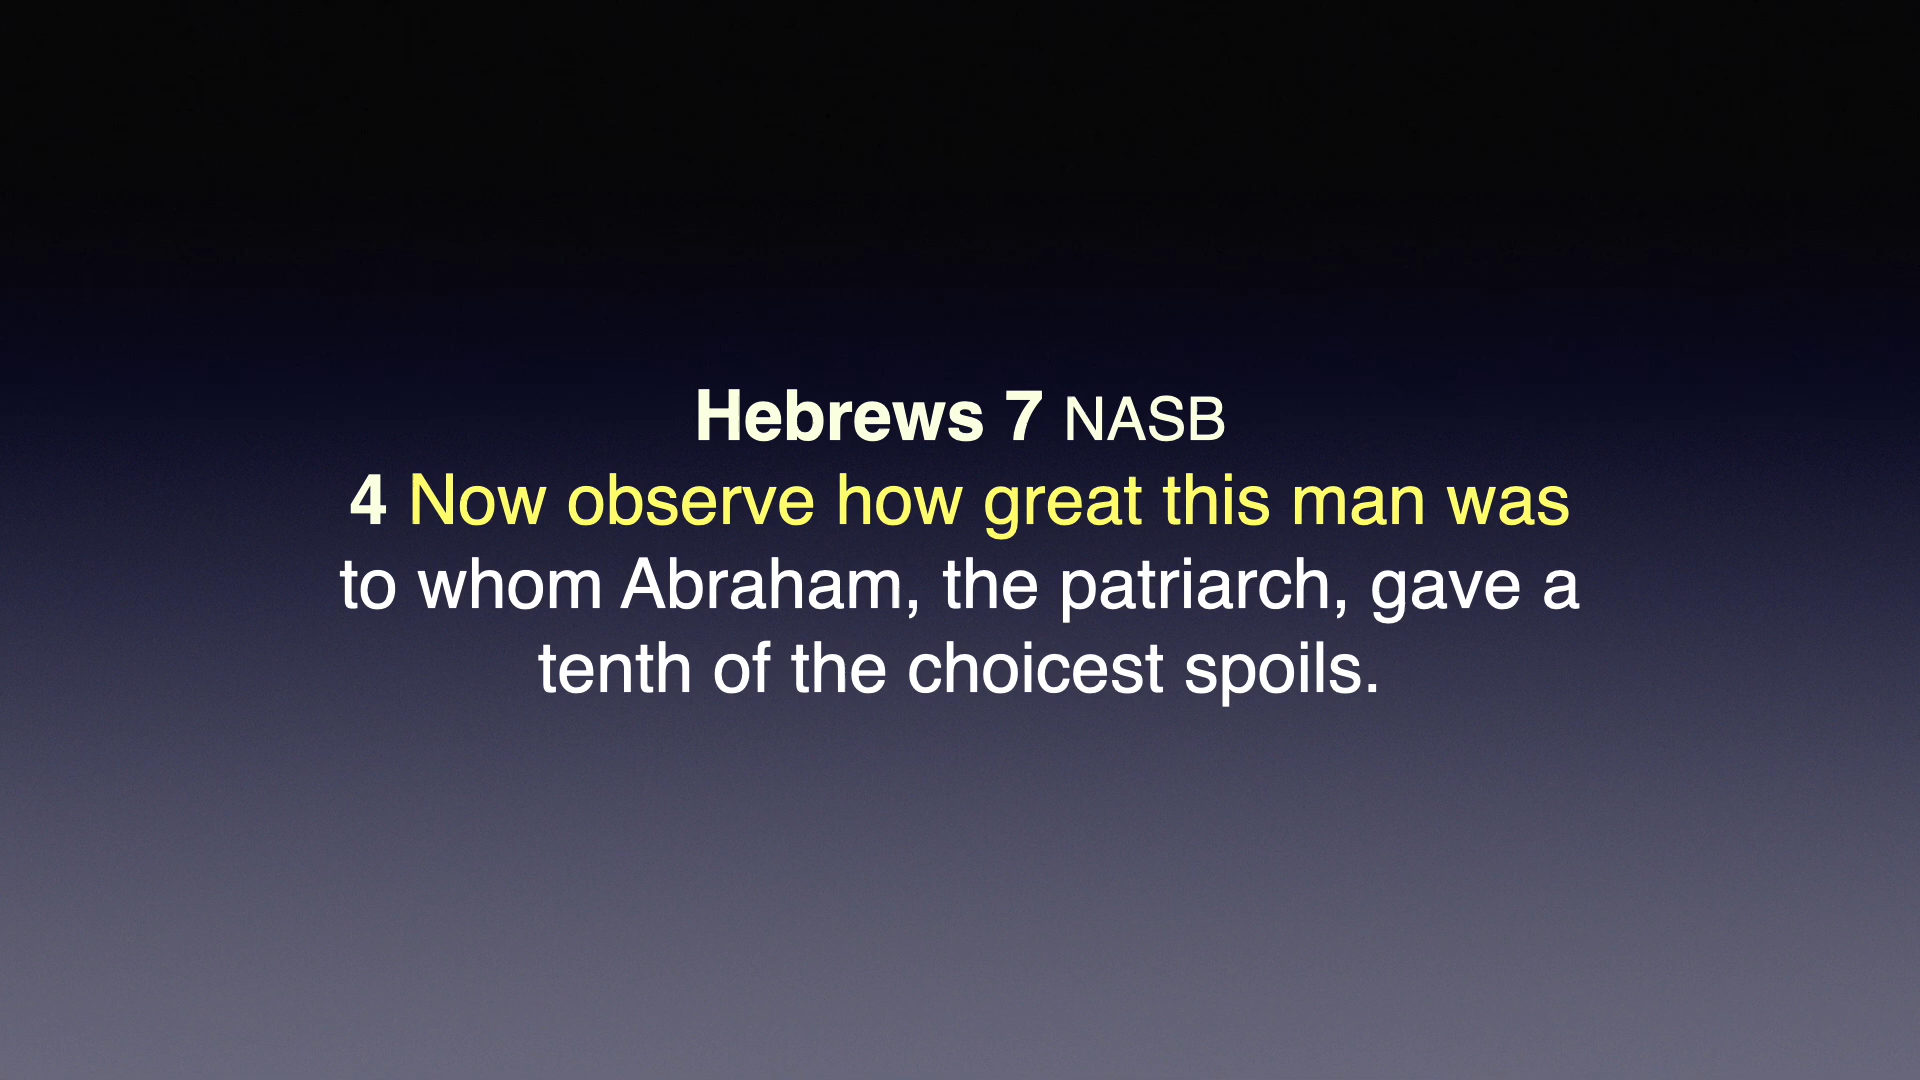 Hebrews 7 NASB
4 Now observe how great this man was
to whom Abraham, the patriarch, gave a
tenth of the choicest spoils.